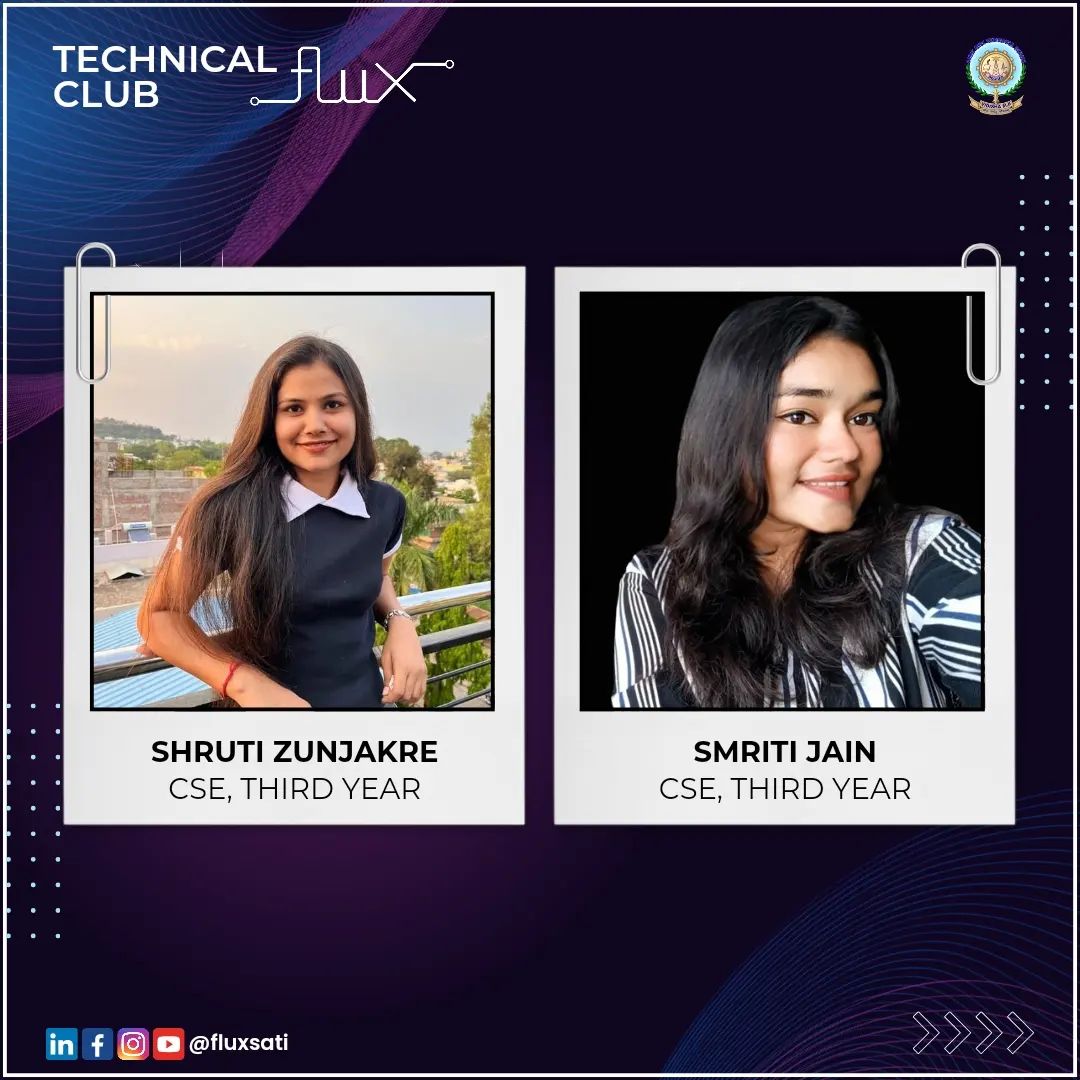 TECHNICAL
CLUB
flux
SHRUTI ZUNJAKRE
CSE, THIRD YEAR
SMRITI JAIN
CSE, THIRD YEAR
@fluxsati